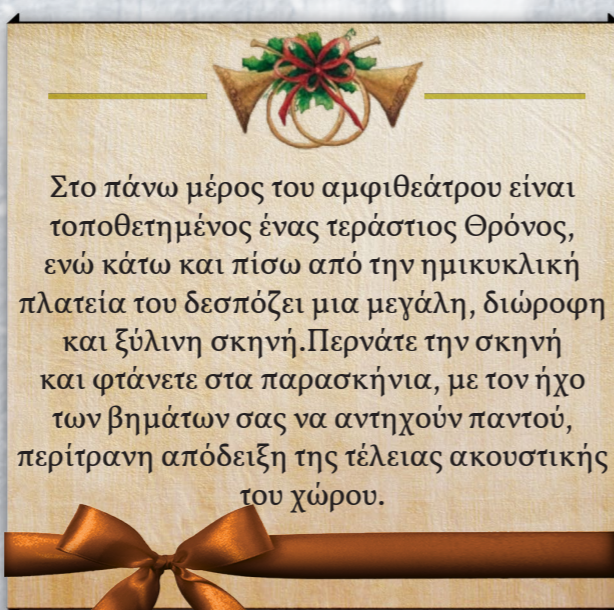 Στο πάνω μέρος του αμφιθεάτρου είναι
τοποθετημένος ένας τεράστιος Θρόνος,
ενώ κάτω και πίσω από την ημικυκλική
πλατεία του δεσπόζει μια μεγάλη, διώροφη
και ξύλινη σκηνή.Περνάτε την σκηνή
και φτάνετε στα παρασκήνια, με τον ήχο
των βημάτων σας να αντηχούν παντού,
περίτρανη απόδειξη της τέλειας ακουστικής
του χώρου.